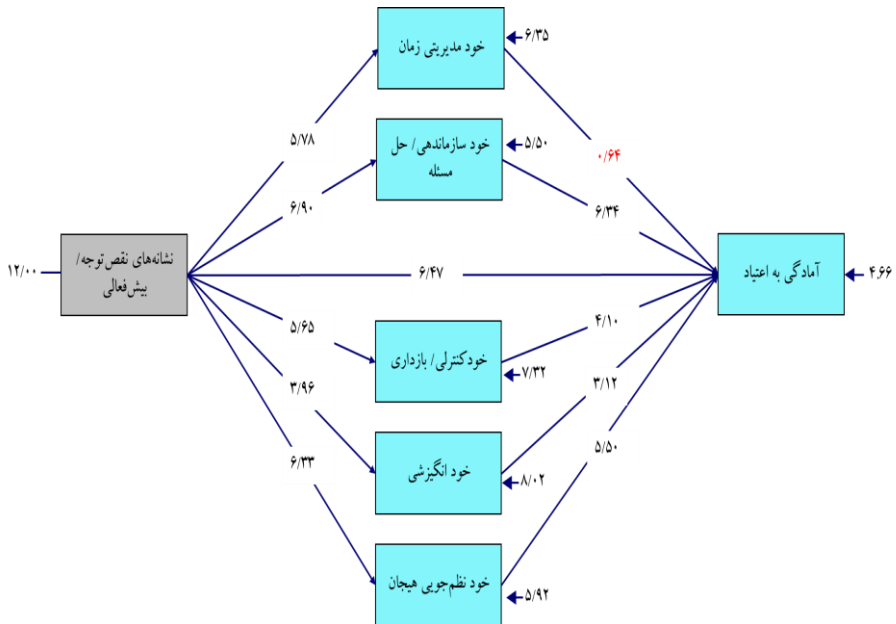 خود مدیریتی زمان
۶/۳۵
۵/۷۸
خود سازماندهی/ حل
مسئله
۵/۵۰
۰/۶۴
۶/۹۰
۶/۳۴
نشانه‌های نقص‌توجه/
بیش‌فعالی
۱۲/۰۰
۶/۴۷
آمادگی به اعتیاد
۴.۶۶
۵/۶۵
خودکنترلی/ بازداری
۷/۳۲
۴/۱۰
۳/۹۶
۳/۱۲
خود انگیزشی
۸/۰۲
۶/۳۳
۵/۵۰
خود نظم‌جویی هیجان
۵/۹۲